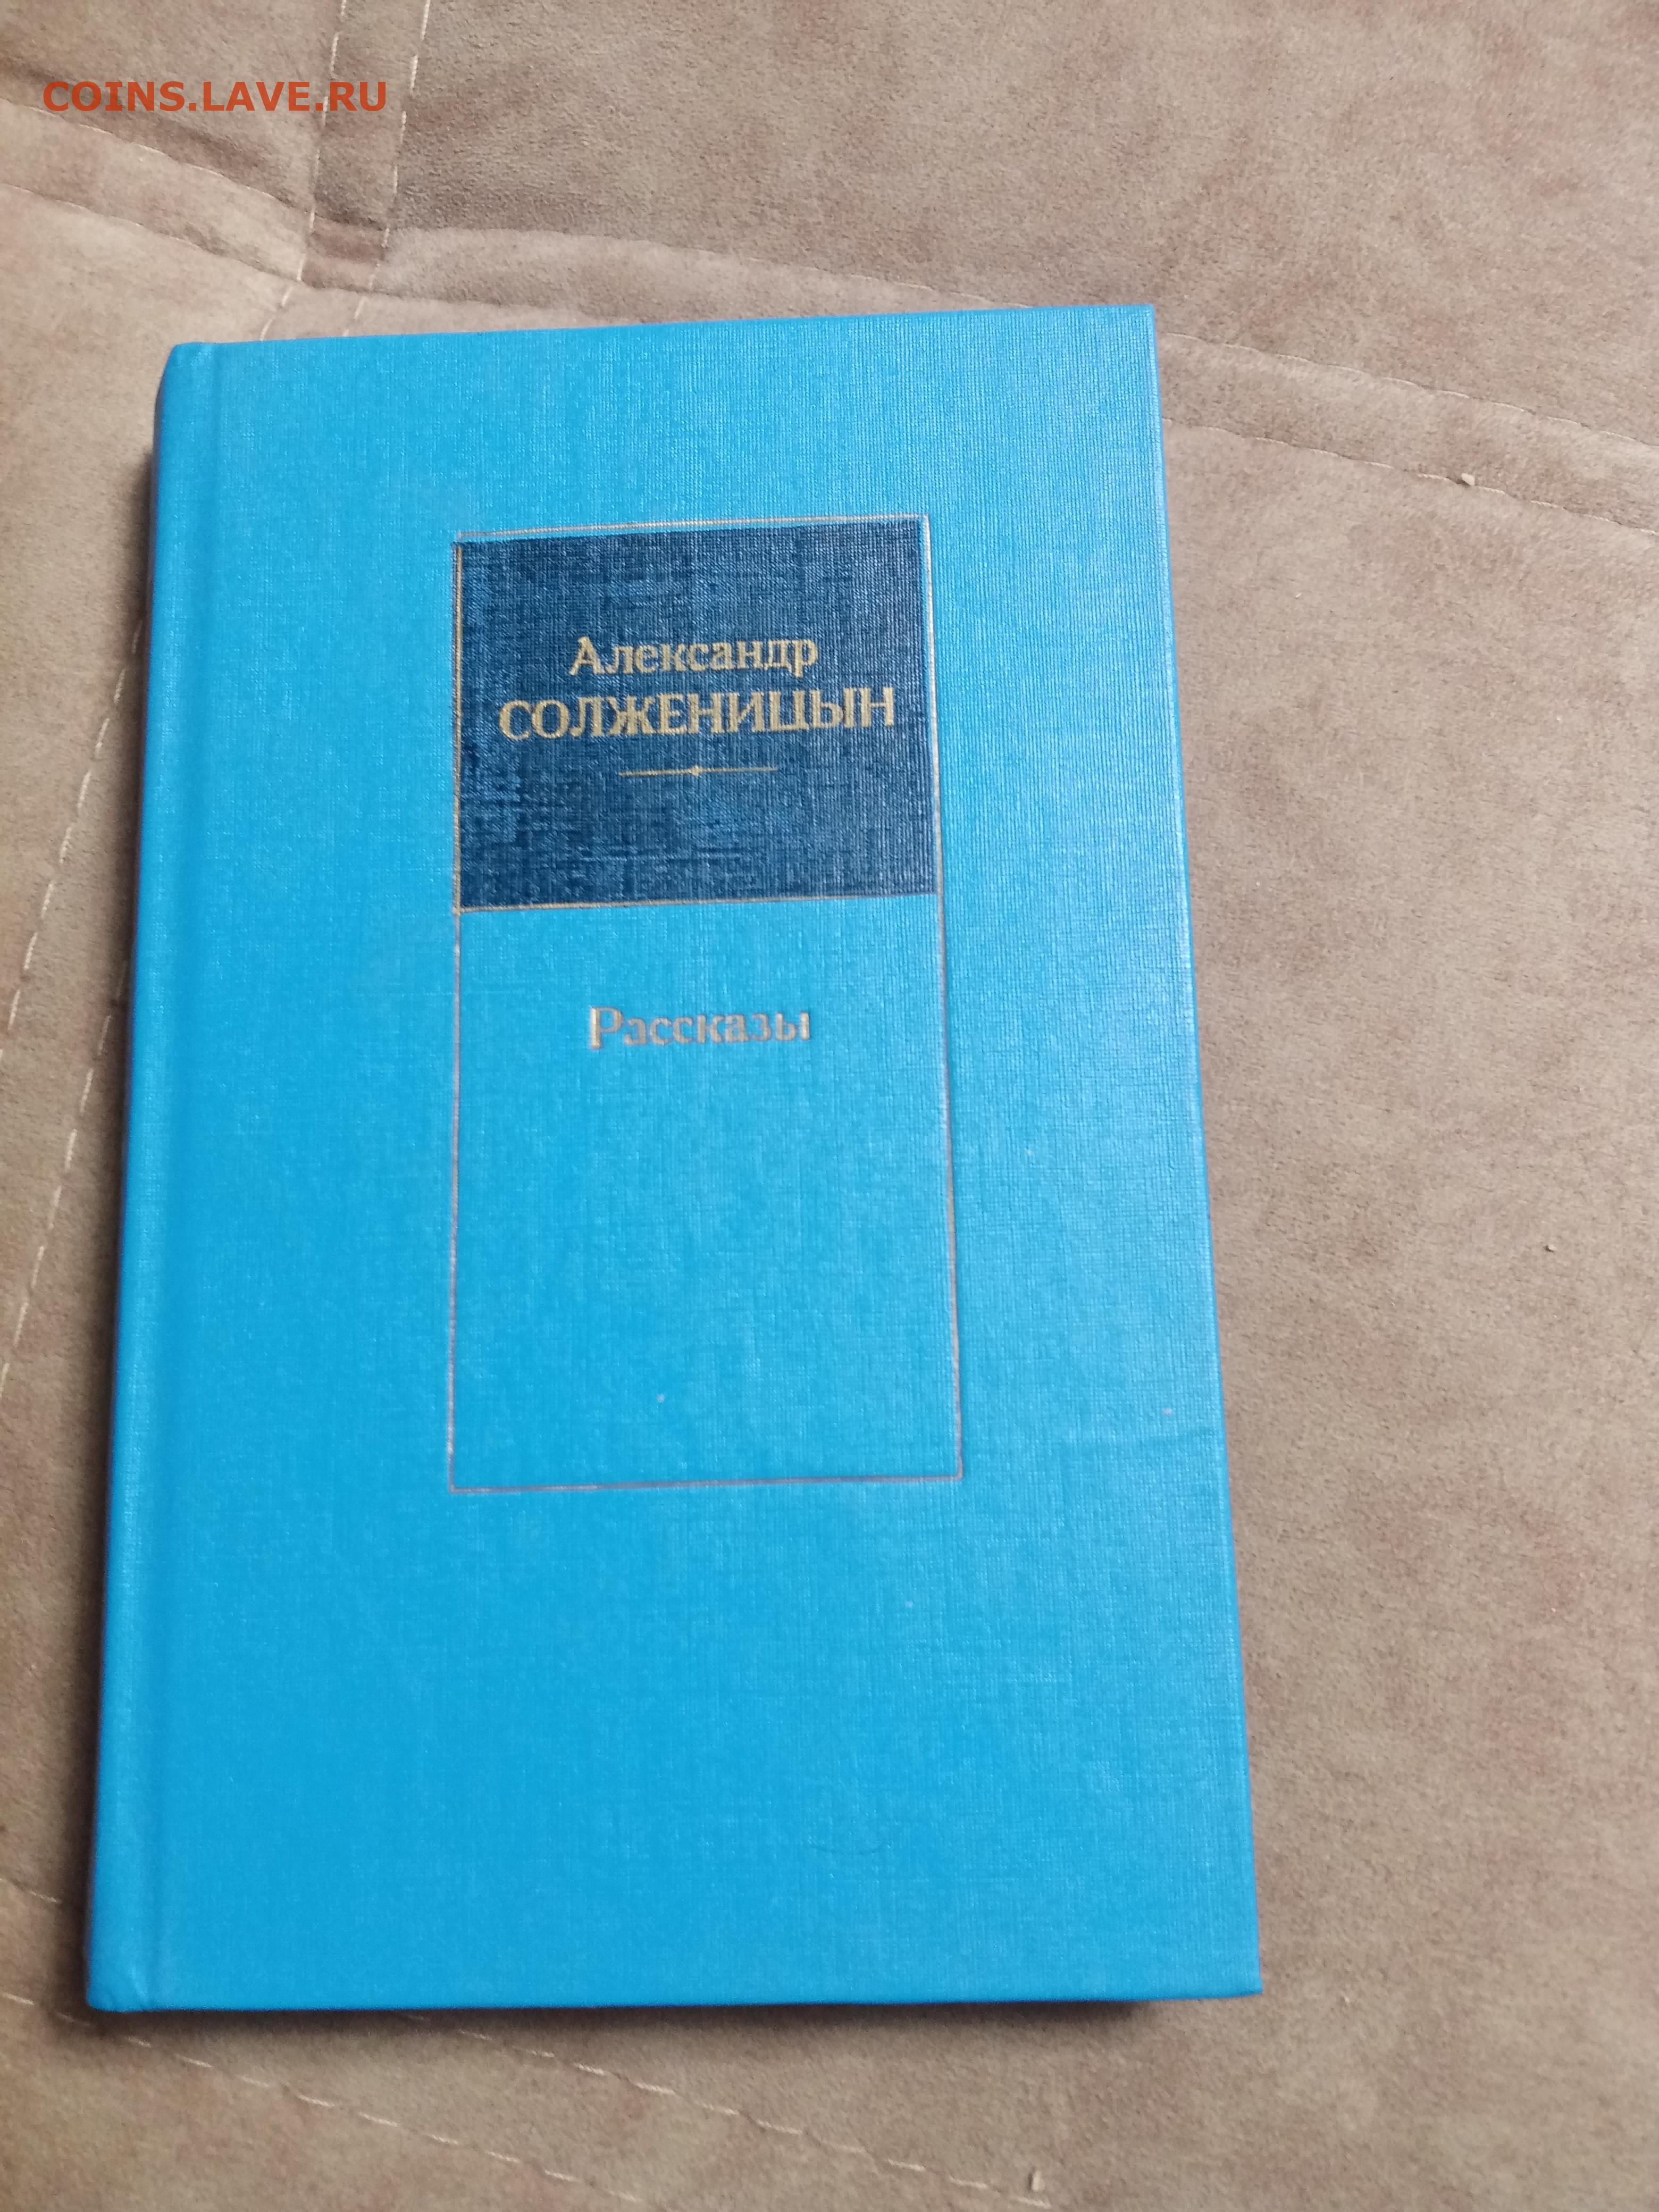 COINS.LAVE.RU
Александр
СОЛЖЕНИЦЫН
Рассказы